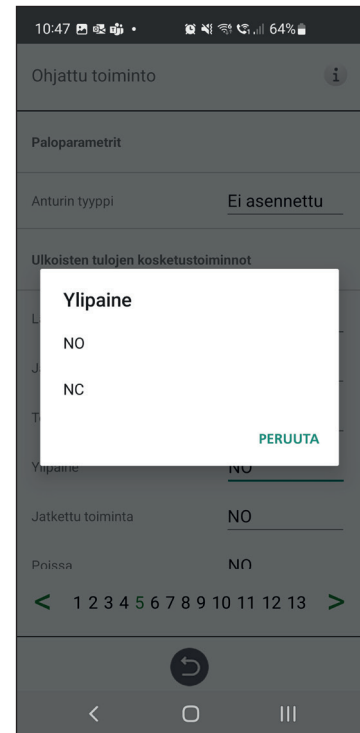 10:47 64%
Ohjattu toiminto i
Paloparametrit
Anturin tyyppi Ei asennettu
Ulkoisten tulojen kosketustoiminnot
Ylipaine
NO
NC
PERUUTA
Ylipaine NO
Jatkettu toiminta NO
Poissa NO
< 1 2 3 4 5 6 7 8 9 10 11 12 13 >